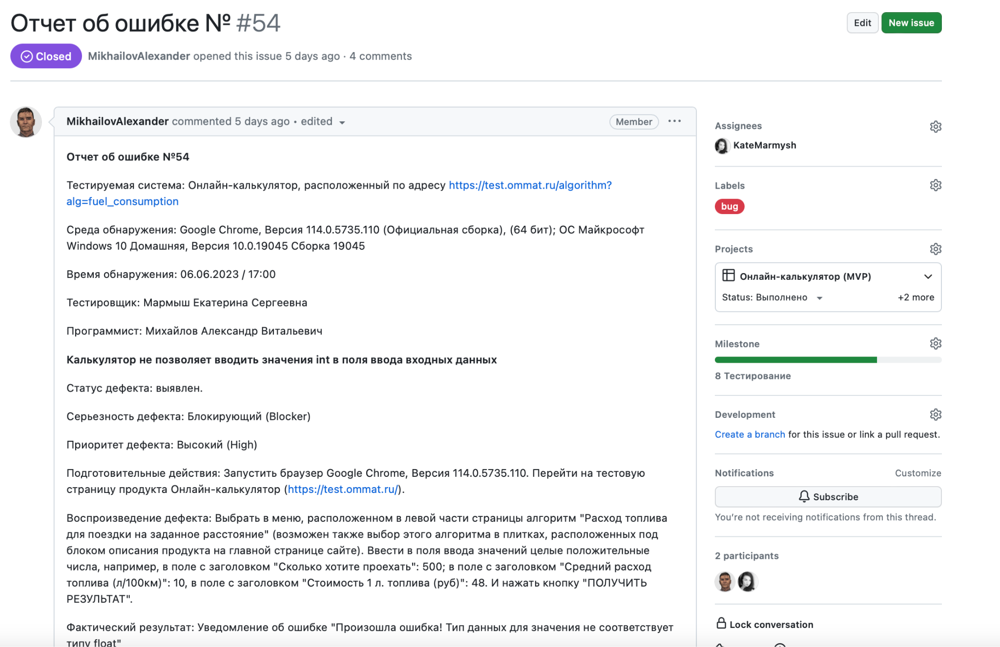 Отчет об ошибке № #54
Edit
New issue
Closed
MikhailovAlexander opened this issue 5 days ago · 4 comments
MikhailovAlexander commented 5 days ago • edited
Member
Отчет об ошибке №54
Тестируемая система: Онлайн-калькулятор, расположенный по адресу https://test.ommat.ru/algorithm?
alg=fuel_consumption
Среда обнаружения: Google Chrome, Версия 114.0.5735.110 (Официальная сборка), (64 бит); ОС Майкрософт
Windows 10 Домашняя, Версия 10.0.19045 Сборка 19045
Время обнаружения: 06.06.2023 / 17:00
Тестировщик: Мармыш Екатерина Сергеевна
Программист: Михайлов Александр Витальевич
Калькулятор не позволяет вводить значения int в поля ввода входных данных
Статус дефекта: выявлен.
Серьезность дефекта: Блокирующий (Blocker)
Приоритет дефекта: Высокий (High)
Подготовительные действия: Запустить браузер Google Chrome, Версия 114.0.5735.110. Перейти на тестовую
страницу продукта Онлайн-калькулятор (https://test.ommat.ru/).
Воспроизведение дефекта: Выбрать в меню, расположенном в левой части страницы алгоритм "Расход топлива
для поездки на заданное расстояние" (возможен также выбор этого алгоритма в плитках, расположенных под
блоком описания продукта на главной странице сайте). Ввести в поля ввода значений целые положительные
числа, например, в поле с заголовком "Сколько хотите проехать": 500; в поле с заголовком "Средний расход
топлива (л/100км)": 10, в поле с заголовком "Стоимость 1 л. топлива (руб)": 48. И нажать кнопку "ПОЛУЧИТЬ
РЕЗУЛЬТАТ".
Фактический результат: Уведомление об ошибке "Произошла ошибка! Тип данных для значения не соответствует
типу float"
Assignees
KateMarmysh
Labels
bug
Projects
Онлайн-калькулятор (MVP)
Status: Выполнено
+2 more
Milestone
8 Тестирование
Development
Create a branch for this issue or link a pull request.
Notifications
Customize
Subscribe
You're not receiving notifications from this thread.
2 participants
Lock conversation